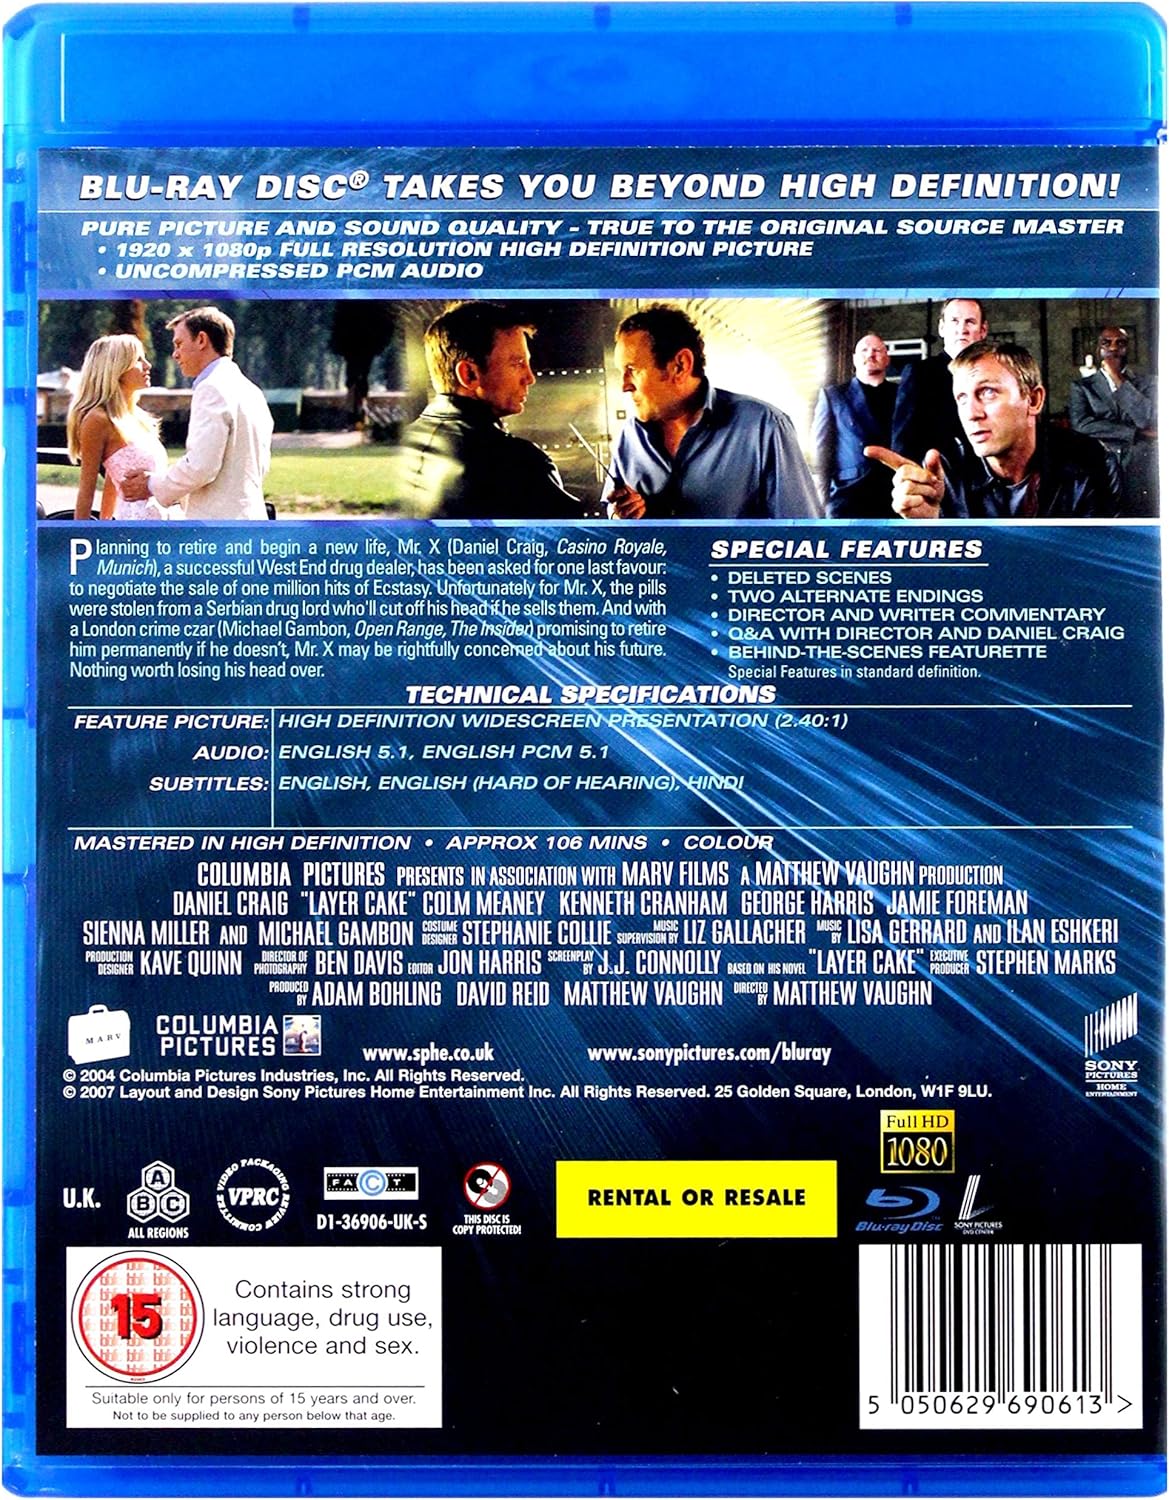 BLU-RAY DISC® TAKES YOU BEYOND HIGH DEFINITION!
PURE PICTURE AND SOUND QUALITY - TRUE TO THE ORIGINAL SOURCE MASTER
• 1920 x 1080p FULL RESOLUTION HIGH DEFINITION PICTURE
• UNCOMPRESSED PCM AUDIO
Planning to retire and begin a new life, Mr. X (Daniel Craig, Casino Royale,
Munich), a successful West End drug dealer, has been asked for one last favour:
to negotiate the sale of one million hits of Ecstasy. Unfortunately for Mr. X, the pills
were stolen from a Serbian drug lord who'll cut off his head if he sells them. And with
a London crime czar (Michael Gambon, Open Range, The Insider) promising to retire
him permanently if he doesn't, Mr. X may be rightfully concerned about his future.
Nothing worth losing his head over.
SPECIAL FEATURES
• DELETED SCENES
• TWO ALTERNATE ENDINGS
• DIRECTOR AND WRITER COMMENTARY
• Q&A WITH DIRECTOR AND DANIEL CRAIG
• BEHIND-THE-SCENES FEATURETTE
Special Features in standard definition.
TECHNICAL SPECIFICATIONS
FEATURE PICTURE: HIGH DEFINITION WIDESCREEN PRESENTATION (2.40:1)
AUDIO: ENGLISH 5.1, ENGLISH PCM 5.1
SUBTITLES: ENGLISH, ENGLISH (HARD OF HEARING), HINDI
MASTERED IN HIGH DEFINITION • APPROX 106 MINS • COLOUR
COLUMBIA PICTURES PRESENTS IN ASSOCIATION WITH MARV FILMS A MATTHEW VAUGHN PRODUCTION
DANIEL CRAIG "LAYER CAKE" COLM MEANEY KENNETH CRANHAM GEORGE HARRIS JAMIE FOREMAN
SIENNA MILLER AND MICHAEL GAMBON COSTUME DESIGNER STEPHANIE COLLIE MUSIC SUPERVISION BY LIZ GALLACHER MUSIC BY LISA GERRARD AND ILAN ESHKERI
PRODUCTION DESIGNER KAVE QUINN DIRECTOR OF PHOTOGRAPHY BEN DAVIS EDITOR JON HARRIS SCREENPLAY BY J.J. CONNOLLY BASED ON HIS NOVEL "LAYER CAKE" EXECUTIVE PRODUCER STEPHEN MARKS
PRODUCED BY ADAM BOHLING DAVID REID MATTHEW VAUGHN DIRECTED BY MATTHEW VAUGHN
MARV
COLUMBIA
PICTURES
www.sphe.co.uk
www.sonypictures.com/bluray
SONY
PICTURES
HOME
ENTERTAINMENT
© 2004 Columbia Pictures Industries, Inc. All Rights Reserved.
© 2007 Layout and Design Sony Pictures Home Entertainment Inc. All Rights Reserved. 25 Golden Square, London, W1F 9LU.
Full HD
1080
U.K.
A
B C
ALL REGIONS
VIDEO PACKAGING REVIEW COMMITTEE
VPRC
FACT
D1-36906-UK-S
THIS DISC IS
COPY PROTECTED!
RENTAL OR RESALE
Blu-ray Disc
SONY PICTURES
DVD CENTER
15
Contains strong
language, drug use,
violence and sex.
Suitable only for persons of 15 years and over.
Not to be supplied to any person below that age.
5 050629 690613 >